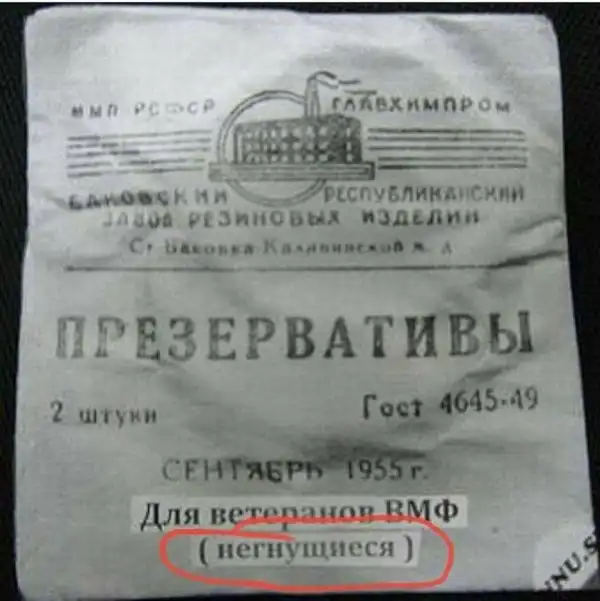 ММП РСФСР ГЛАВХИМПРОМ
БАКОВСКИЙ РЕСПУБЛИКАНСКИЙ
ЗАВОД РЕЗИНОВЫХ ИЗДЕЛИЙ
Ст Баковка Калининской ж. д
ПРЕЗЕРВАТИВЫ
2 штуки Гост 4645-49
СЕНТЯБРЬ 1955 г.
Для ветеранов ВМФ
( негнущиеся )